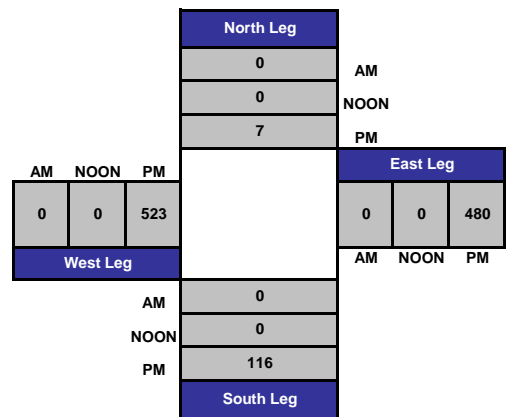 North Leg
0
AM
0
NOON
7
PM
AM NOON PM
East Leg
0 0 523
0 0 480
West Leg
AM NOON PM
AM
0
NOON
0
PM
116
South Leg